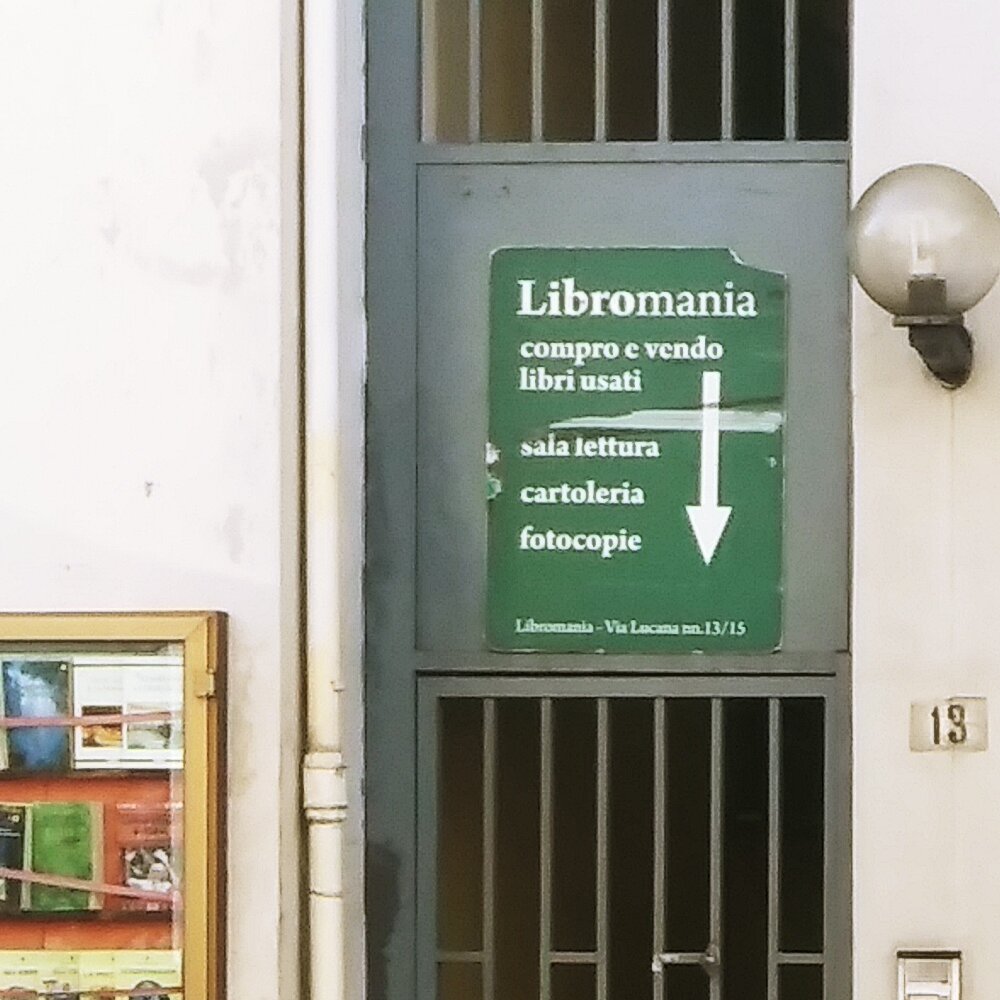 Libromania
compro e vendo
libri usati
sala lettura
cartoleria
fotocopie
Libromania - Via Lucana nn.13/15
13